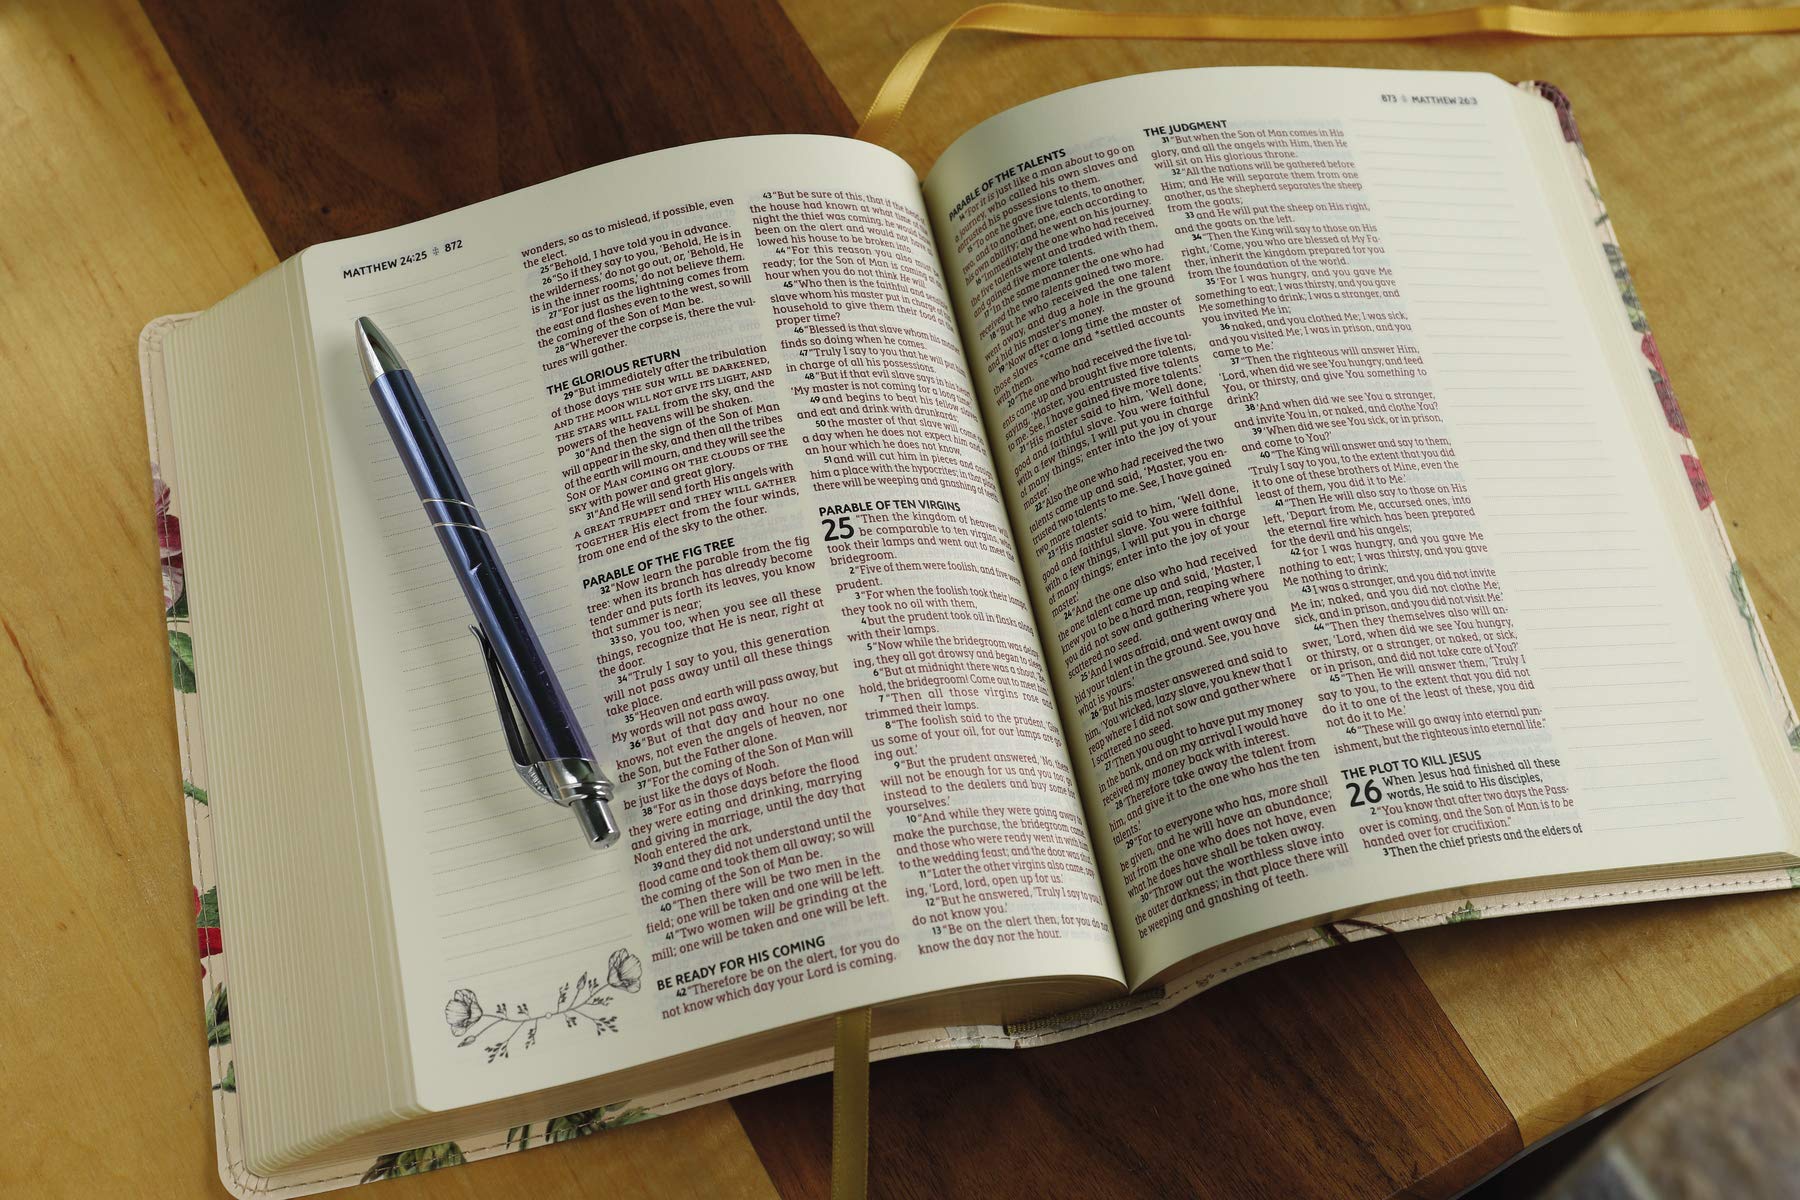 MATTHEW 24:25 872
wonders, so as to mislead, if possible, even
the elect.
25 "Behold, I have told you in advance.
26 "So if they say to you, 'Behold, He is in
the wilderness,' do not go out, or, 'Behold, He
is in the inner rooms,' do not believe them.
27 "For just as the lightning comes from
the east and flashes even to the west, so will
the coming of the Son of Man be.
28 "Wherever the corpse is, there the vul-
tures will gather.
THE GLORIOUS RETURN
29 "But immediately after the tribulation
of those days THE SUN WILL BE DARKENED,
AND THE MOON WILL NOT GIVE ITS LIGHT, AND
THE STARS WILL FALL from the sky, and the
powers of the heavens will be shaken.
30 "And then the sign of the Son of Man
will appear in the sky, and then all the tribes
of the earth will mourn, and they will see the
SON OF MAN COMING ON THE CLOUDS OF THE
SKY with power and great glory.
31 "And He will send forth His angels with
A GREAT TRUMPET and THEY WILL GATHER
TOGETHER His elect from the four winds,
from one end of the sky to the other.
PARABLE OF THE FIG TREE
32 "Now learn the parable from the fig
tree: when its branch has already become
tender and puts forth its leaves, you know
that summer is near;
33 so, you too, when you see all these
things, recognize that He is near, right at
the door.
34 "Truly I say to you, this generation
will not pass away until all these things
take place.
35 "Heaven and earth will pass away, but
My words will not pass away.
36 "But of that day and hour no one
knows, not even the angels of heaven, nor
the Son, but the Father alone.
37 "For the coming of the Son of Man will
be just like the days of Noah.
38 "For as in those days before the flood
they were eating and drinking, marrying
and giving in marriage, until the day that
Noah entered the ark,
39 and they did not understand until the
flood came and took them all away; so will
the coming of the Son of Man be.
40 "Then there will be two men in the
field; one will be taken and one will be left.
41 "Two women will be grinding at the
mill; one will be taken and one will be left.
BE READY FOR HIS COMING
42 "Therefore be on the alert, for you do
not know which day your Lord is coming.
43 "But be sure of this, that if the head of
the house had known at what time of the
night the thief was coming, he would have
been on the alert and would not have al-
lowed his house to be broken into.
44 "For this reason you also must be
ready; for the Son of Man is coming at an
hour when you do not think He will.
45 "Who then is the faithful and sensible
slave whom his master put in charge of his
household to give them their food at the
proper time?
46 "Blessed is that slave whom his master
finds so doing when he comes.
47 "Truly I say to you that he will put him
in charge of all his possessions.
48 "But if that evil slave says in his heart,
'My master is not coming for a long time,'
49 and begins to beat his fellow slaves
and eat and drink with drunkards;
50 the master of that slave will come on
a day when he does not expect him and at
an hour which he does not know,
51 and will cut him in pieces and assign
him a place with the hypocrites; in that place
there will be weeping and gnashing of teeth.
PARABLE OF TEN VIRGINS
25 "Then the kingdom of heaven will
be comparable to ten virgins, who
took their lamps and went out to meet the
bridegroom.
2 "Five of them were foolish, and five were
prudent.
3 "For when the foolish took their lamps,
they took no oil with them,
4 but the prudent took oil in flasks along
with their lamps.
5 "Now while the bridegroom was delay-
ing, they all got drowsy and began to sleep.
6 "But at midnight there was a shout, 'Be-
hold, the bridegroom! Come out to meet him.'
7 "Then all those virgins rose and
trimmed their lamps.
8 "The foolish said to the prudent, 'Give
us some of your oil, for our lamps are go-
ing out.'
9 "But the prudent answered, 'No, there
will not be enough for us and you too; go
instead to the dealers and buy some for
yourselves.'
10 "And while they were going away to
make the purchase, the bridegroom came,
and those who were ready went in with him
to the wedding feast; and the door was shut.
11 "Later the other virgins also came, say-
ing, 'Lord, lord, open up for us.'
12 "But he answered, 'Truly I say to you, I
do not know you.'
13 "Be on the alert then, for you do not
know the day nor the hour.
873 MATTHEW 26:3
PARABLE OF THE TALENTS
14 "For it is just like a man about to go on
a journey, who called his own slaves and
entrusted his possessions to them.
15 "To one he gave five talents, to another,
two, and to another, one, each according to
his own ability; and he went on his journey.
16 "Immediately the one who had received
the five talents went and traded with them,
and gained five more talents.
17 "In the same manner the one who had
received the two talents gained two more.
18 "But he who received the one talent
went away, and dug a hole in the ground
and hid his master's money.
19 "Now after a long time the master of
those slaves *came and *settled accounts
with them.
20 "The one who had received the five tal-
ents came up and brought five more talents,
saying, 'Master, you entrusted five talents
to me. See, I have gained five more talents.'
21 "His master said to him, 'Well done,
good and faithful slave. You were faithful
with a few things, I will put you in charge
of many things; enter into the joy of your
master.'
22 "Also the one who had received the two
talents came up and said, 'Master, you en-
trusted two talents to me. See, I have gained
two more talents.'
23 "His master said to him, 'Well done,
good and faithful slave. You were faithful
with a few things, I will put you in charge
of many things; enter into the joy of your
master.'
24 "And the one also who had received
the one talent came up and said, 'Master, I
knew you to be a hard man, reaping where
you did not sow and gathering where you
scattered no seed.
25 'And I was afraid, and went away and
hid your talent in the ground. See, you have
what is yours.'
26 "But his master answered and said to
him, 'You wicked, lazy slave, you knew that I
reap where I did not sow and gather where
I scattered no seed.
27 'Then you ought to have put my money
in the bank, and on my arrival I would have
received my money back with interest.
28 'Therefore take away the talent from
him, and give it to the one who has the ten
talents.'
29 "For to everyone who has, more shall
be given, and he will have an abundance;
but from the one who does not have, even
what he does have shall be taken away.
30 "Throw out the worthless slave into
the outer darkness; in that place there will
be weeping and gnashing of teeth.
THE JUDGMENT
31 "But when the Son of Man comes in His
glory, and all the angels with Him, then He
will sit on His glorious throne.
32 "All the nations will be gathered before
Him; and He will separate them from one
another, as the shepherd separates the sheep
from the goats;
33 and He will put the sheep on His right,
and the goats on the left.
34 "Then the King will say to those on His
right, 'Come, you who are blessed of My Fa-
ther, inherit the kingdom prepared for you
from the foundation of the world.
35 'For I was hungry, and you gave Me
something to eat; I was thirsty, and you gave
Me something to drink; I was a stranger, and
you invited Me in;
36 naked, and you clothed Me; I was sick,
and you visited Me; I was in prison, and you
came to Me.'
37 "Then the righteous will answer Him,
'Lord, when did we see You hungry, and feed
You, or thirsty, and give You something to
drink?
38 'And when did we see You a stranger,
and invite You in, or naked, and clothe You?
39 'When did we see You sick, or in prison,
and come to You?'
40 "The King will answer and say to them,
'Truly I say to you, to the extent that you did
it to one of these brothers of Mine, even the
least of them, you did it to Me.'
41 "Then He will also say to those on His
left, 'Depart from Me, accursed ones, into
the eternal fire which has been prepared
for the devil and his angels;
42 for I was hungry, and you gave Me
nothing to eat; I was thirsty, and you gave
Me nothing to drink;
43 I was a stranger, and you did not invite
Me in; naked, and you did not clothe Me;
sick, and in prison, and you did not visit Me.'
44 "Then they themselves also will an-
swer, 'Lord, when did we see You hungry,
or thirsty, or a stranger, or naked, or sick,
or in prison, and did not take care of You?'
45 "Then He will answer them, 'Truly I
say to you, to the extent that you did not
do it to one of the least of these, you did
not do it to Me.'
46 "These will go away into eternal pun-
ishment, but the righteous into eternal life."
THE PLOT TO KILL JESUS
26 When Jesus had finished all these
words, He said to His disciples,
2 "You know that after two days the Pass-
over is coming, and the Son of Man is to be
handed over for crucifixion."
3 Then the chief priests and the elders of